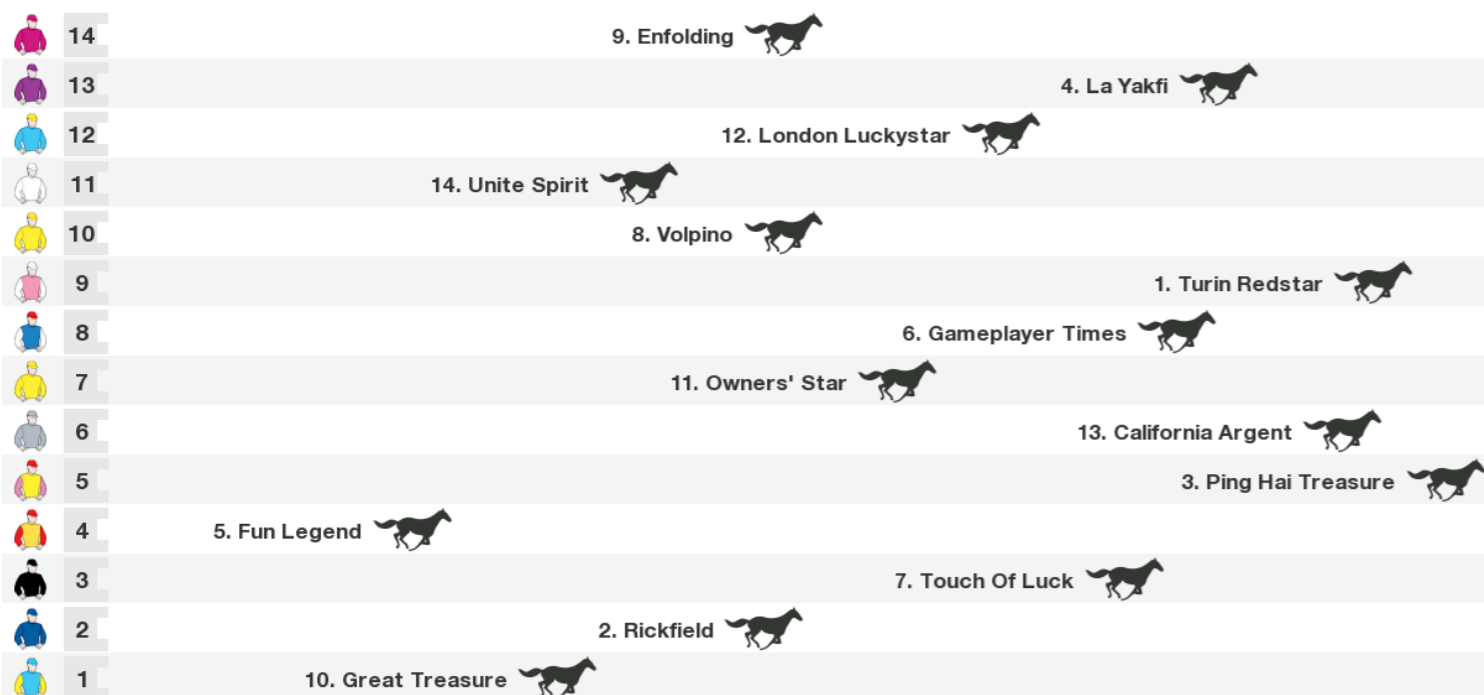 14 9. Enfolding
13 4. La Yakfi
12 12. London Luckystar
11 14. Unite Spirit
10 8. Volpino
9 1. Turin Redstar
8 6. Gameplayer Times
7 11. Owners' Star
6 13. California Argent
5 3. Ping Hai Treasure
4 5. Fun Legend
3 7. Touch Of Luck
2 2. Rickfield
1 10. Great Treasure